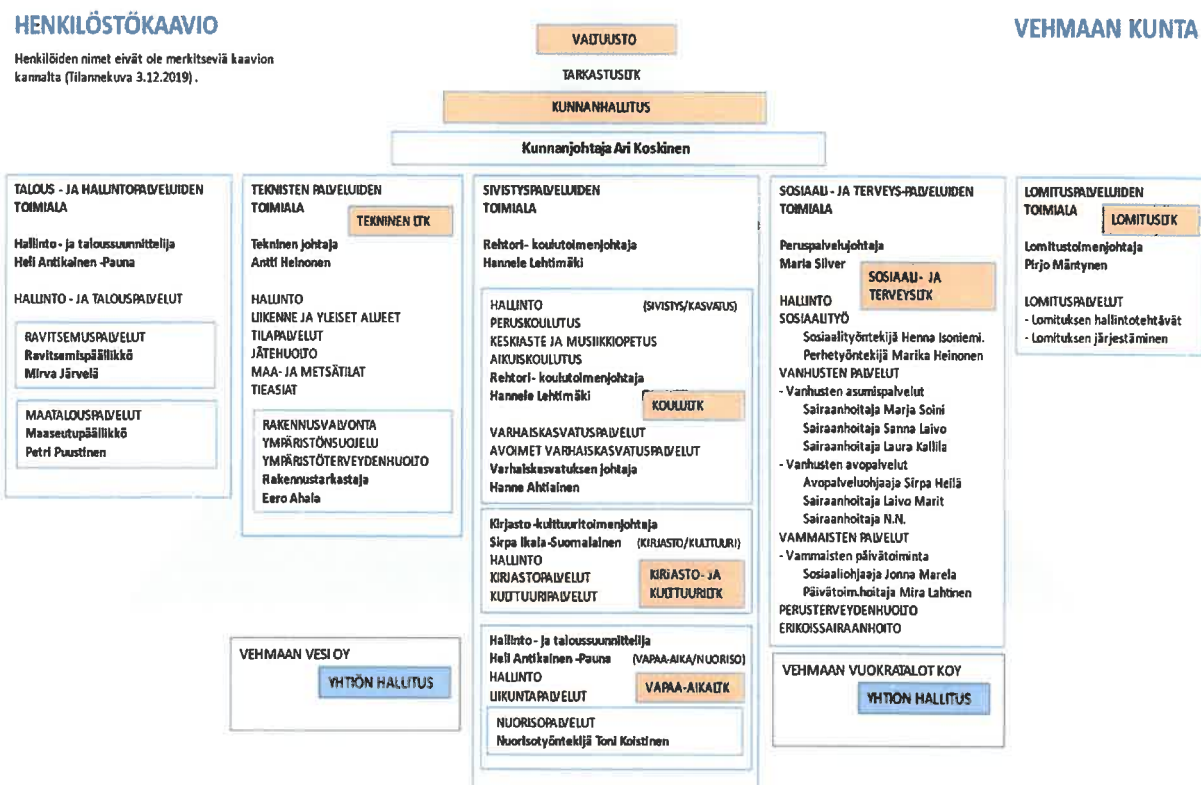 HENKILÖSTÖKAAVIO
VEHMAAN KUNTA
Henkilöiden nimet eivät ole merkitseviä kaavion
kannalta (Tilannekuva 3.12.2019).
VALTUUSTO
TARKASTUSLTK
KUNNANHALLITUS
Kunnanjohtaja Ari Koskinen
TALOUS - JA HALLINTOPALVELUIDEN
TOIMIALA
Hallinto- ja taloussuunnittelija
Heli Antikainen -Pauna
HALLINTO - JA TALOUSPALVELUT
RAVITSEMUSPALVELUT
Ravitsemispäällikkö
Mirva Järvelä
MAATALOUSPALVELUT
Maaseutupäällikkö
Petri Puustinen
TEKNISTEN PALVELUIDEN
TOIMIALA
TEKNINEN LTK
Tekninen johtaja
Antti Heinonen
HALLINTO
LIIKENNE JA YLEISET ALUEET
TILAPALVELUT
JÄTEHUOLTO
MAA- JA METSÄTILAT
TIEASIAT
RAKENNUSVALVONTA
YMPÄRISTÖNSUOJELU
YMPÄRISTÖTERVEYDENHUOLTO
Rakennustarkastaja
Eero Ahala
VEHMAAN VESI OY
YHTIÖN HALLITUS
SIVISTYSPALVELUIDEN
TOIMIALA
Rehtori- koulutoimenjohtaja
Hannele Lehtimäki
HALLINTO (SIVISTYS/KASVATUS)
PERUSKOULUTUS
KESKIASTE JA MUSIIKKIOPETUS
AIKUISKOULUTUS
Rehtori- koulutoimenjohtaja
Hannele Lehtimäki
KOULULTK
VARHAISKASVATUSPALVELUT
AVOIMET VARHAISKASVATUSPALVELUT
Varhaiskasvatuksen johtaja
Hanne Ahtiainen
Kirjasto-kulttuuritoimenjohtaja
Sirpa Ikala-Suomalainen (KIRJASTO/KULTTUURI)
HALLINTO
KIRJASTOPALVELUT
KULTTUURIPALVELUT
KIRJASTO- JA
KULTTUURILTK
Hallinto- ja taloussuunnittelija
Heli Antikainen -Pauna (VAPAA-AIKA/NUORISO)
HALLINTO
LIIKUNTAPALVELUT
VAPAA-AIKALTK
NUORISOPALVELUT
Nuorisotyöntekijä Toni Koistinen
SOSIAALI - JA TERVEYS-PALVELUIDEN
TOIMIALA
Peruspalvelujohtaja
Maria Silver
SOSIAALI- JA
TERVEYSLTK
HALLINTO
SOSIAALITYÖ
Sosiaalityöntekijä Henna Isoniemi.
Perhetyöntekijä Marika Heinonen
VANHUSTEN PALVELUT
- Vanhusten asumispalvelut
Sairaanhoitaja Marja Soini
Sairaanhoitaja Sanna Laivo
Sairaanhoitaja Laura Kallila
- Vanhusten avopalvelut
Avopalveluohjaaja Sirpa Heilä
Sairaanhoitaja Laivo Marit
Sairaanhoitaja N.N.
VAMMAISTEN PALVELUT
- Vammaisten päivätoiminta
Sosiaaliohjaaja Jonna Marela
Päivätoim.hoitaja Mira Lahtinen
PERUSTERVEYDENHUOLTO
ERIKOISSAIRAANHOITO
VEHMAAN VUOKRATALOT KOY
YHTIÖN HALLITUS
LOMITUSPALVELUIDEN
TOIMIALA
LOMITUSLTK
Lomitustoimenjohtaja
Pirjo Mäntynen
LOMITUSPALVELUT
- Lomituksen hallintotehtävät
- Lomituksen järjestäminen